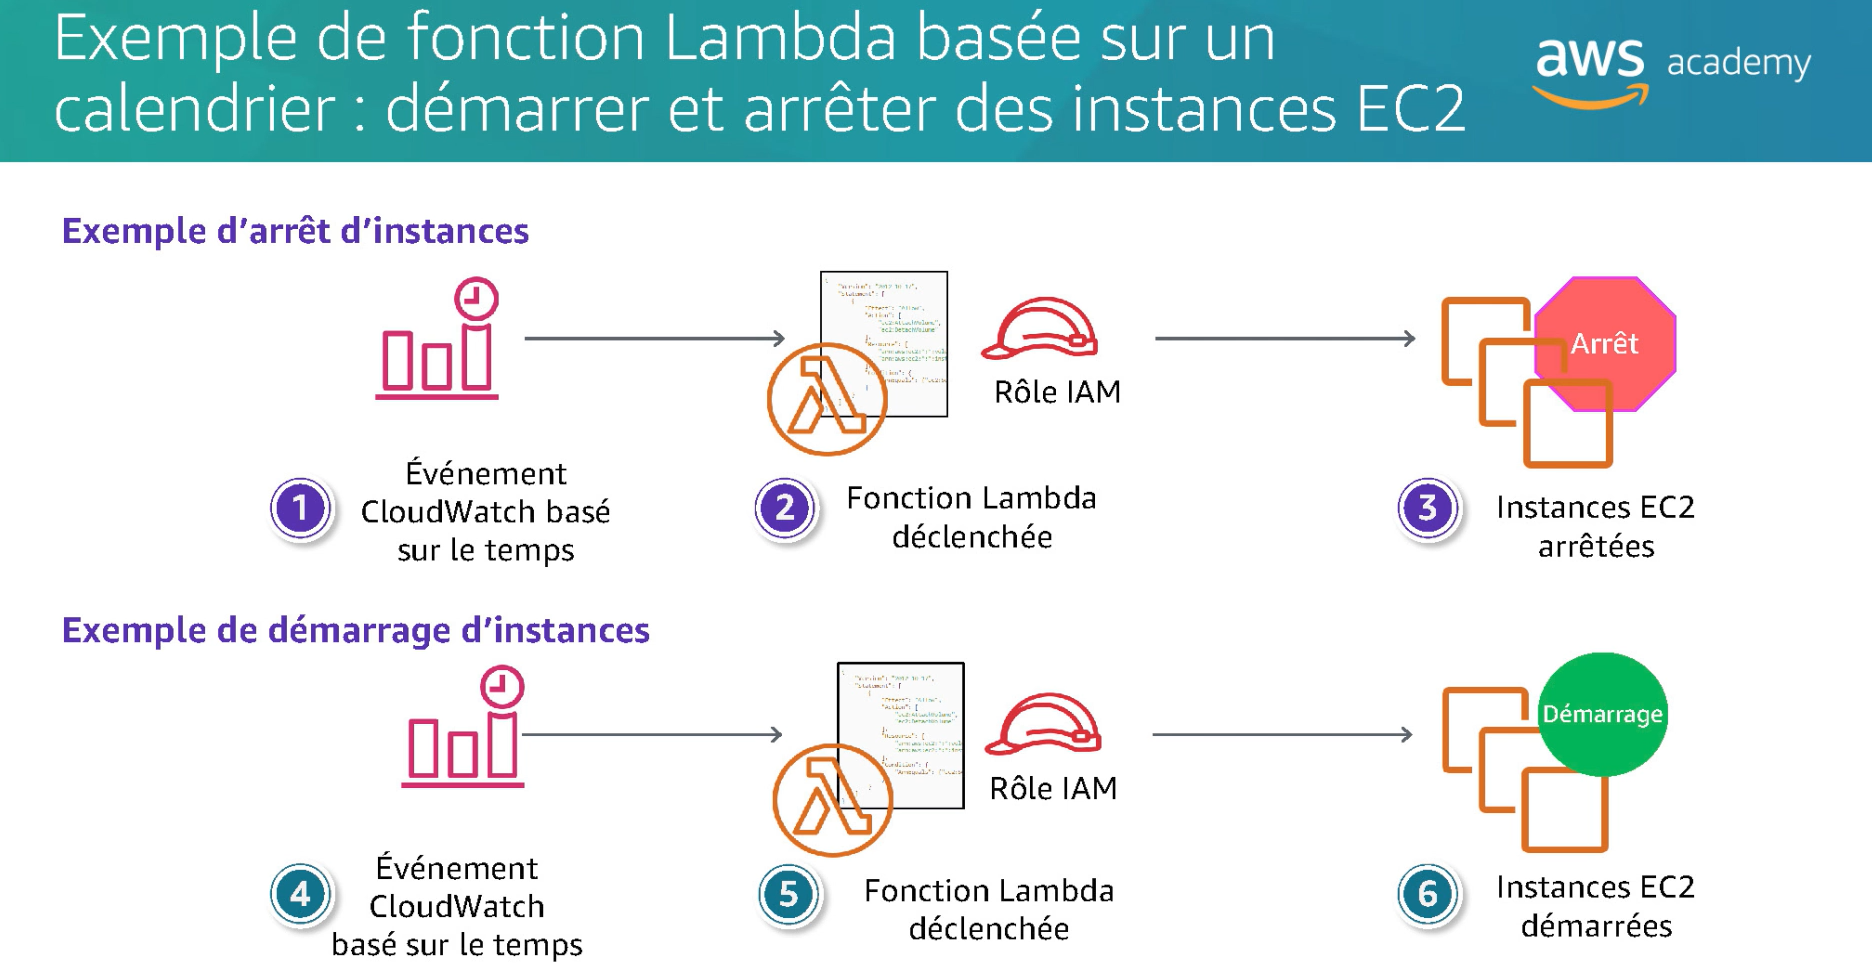 Exemple de fonction Lambda basée sur un
calendrier : démarrer et arrêter des instances EC2
aws academy
Exemple d'arrêt d'instances
Rôle IAM
Arrêt
1
Événement
CloudWatch basé
sur le temps
2
Fonction Lambda
déclenchée
3
Instances EC2
arrêtées
Exemple de démarrage d'instances
Rôle IAM
Démarrage
4
Événement
CloudWatch
basé sur le temps
5
Fonction Lambda
déclenchée
6
Instances EC2
démarrées